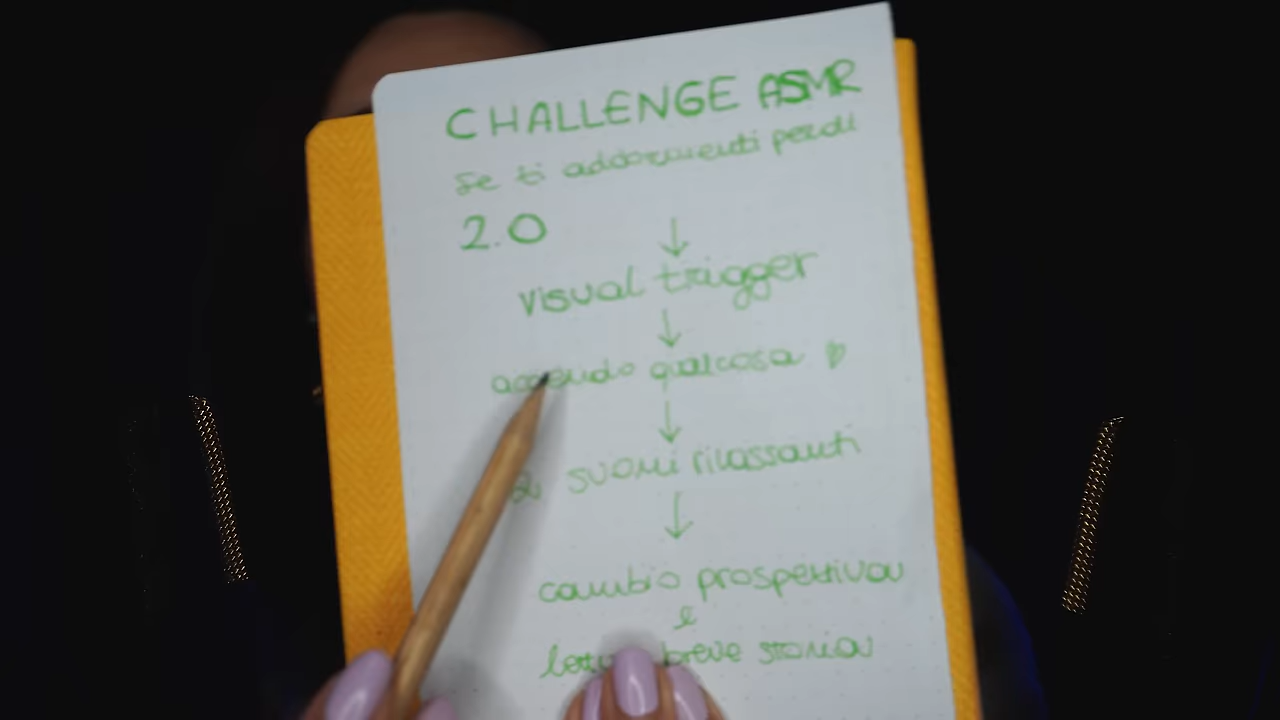 CHALLENGE ASMR
Se ti addormenti perdi
2.0
↓
visual trigger
↓
accendo qualcosa ♡
↓
suoni rilassanti
↓
cambio prospettiva
e
breve storia